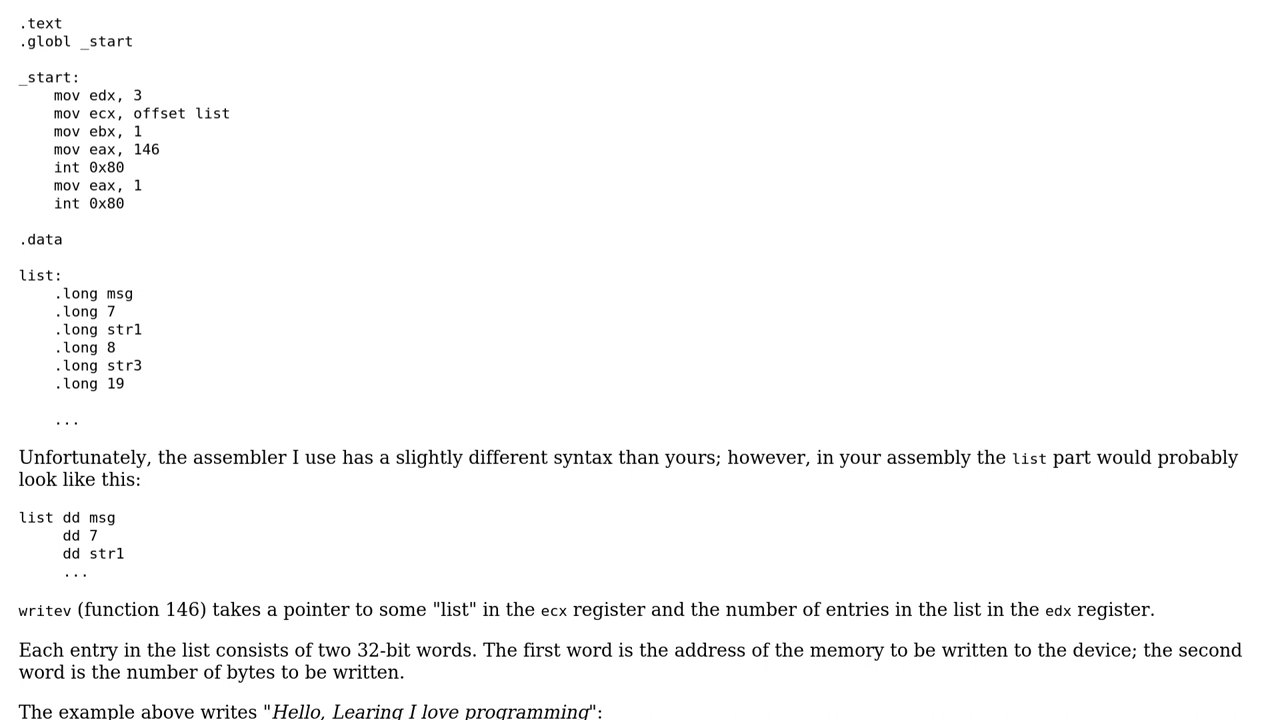 .text
.globl _start
_start:
mov edx, 3
mov ecx, offset list
mov ebx, 1
mov eax, 146
int 0x80
mov eax, 1
int 0x80
.data
list:
.long msg
.long 7
.long str1
.long 8
.long str3
.long 19
...
Unfortunately, the assembler I use has a slightly different syntax than yours; however, in your assembly the list part would probably
look like this:
list dd msg
dd 7
dd str1
...
writev (function 146) takes a pointer to some "list" in the ecx register and the number of entries in the list in the edx register.
Each entry in the list consists of two 32-bit words. The first word is the address of the memory to be written to the device; the second
word is the number of bytes to be written.
The example above writes "Hello, Learing I love programming":